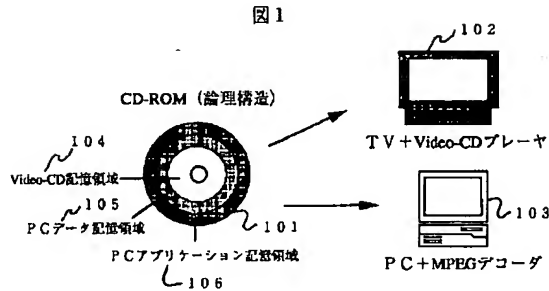 図1
102
CD-ROM (論理構造)
104
TV+Video-CDプレーヤ
Video-CD記憶領域
105
PCデータ記憶領域
101
103
PCアプリケーション記憶領域
PC+MPEGデコーダ
106